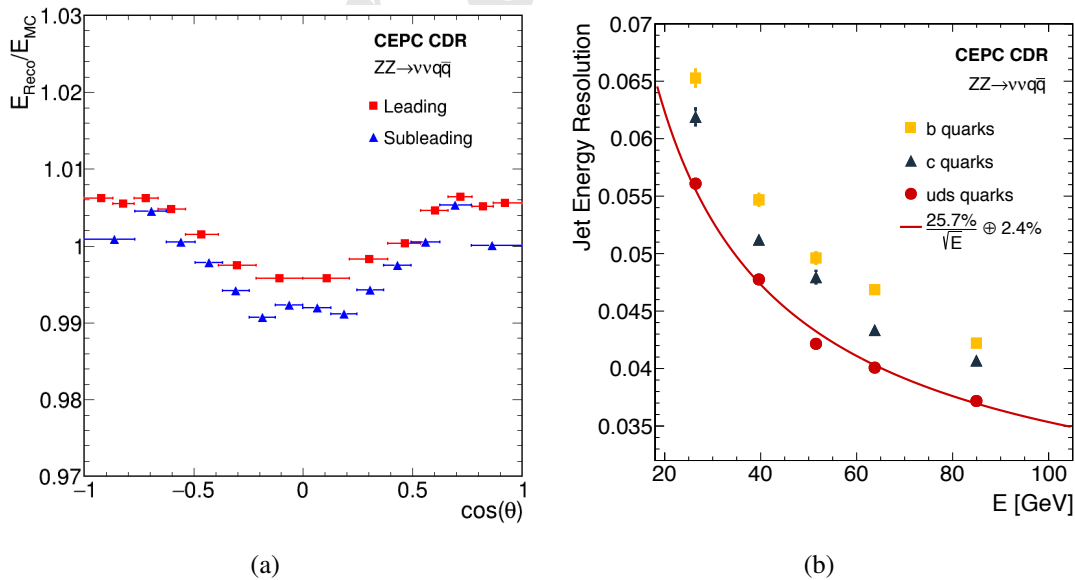 1.03
1.02
1.01
1
0.99
0.98
0.97
E_Reco/E_MC
CEPC CDR
ZZ→ννqq̅
Leading
Subleading
−1 −0.5 0 0.5 1
cos(θ)
(a)
0.07
0.065
0.06
0.055
0.05
0.045
0.04
0.035
Jet Energy Resolution
CEPC CDR
ZZ→ννqq̅
b quarks
c quarks
uds quarks
25.7%/√E ⊕ 2.4%
20 40 60 80 100
E [GeV]
(b)